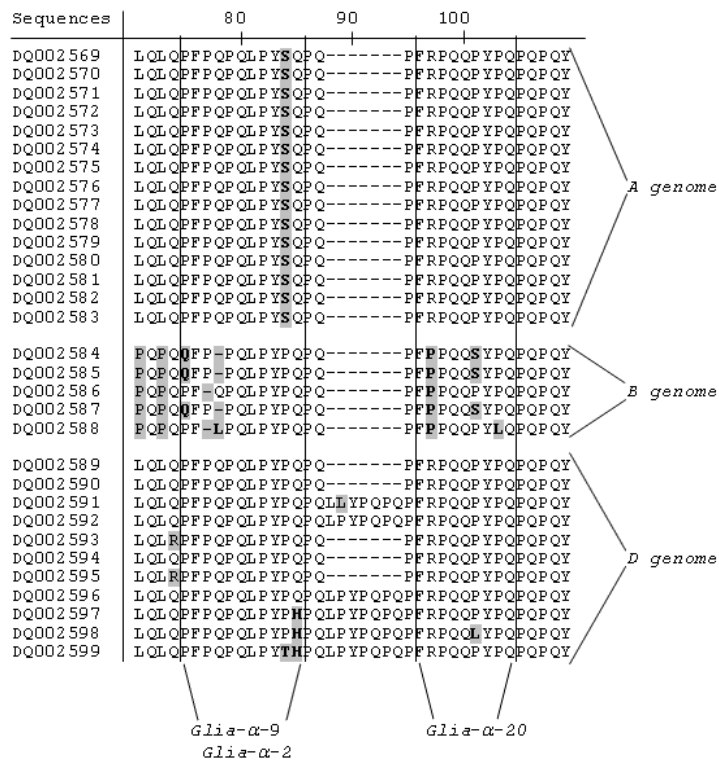 Sequences 80 90 100
DQ002569 LQLQPFPQPQLPYSQPQ-------PFRPQQPYPQPQPQY
DQ002570 LQLQPFPQPQLPYSQPQ-------PFRPQQPYPQPQPQY
DQ002571 LQLQPFPQPQLPYSQPQ-------PFRPQQPYPQPQPQY
DQ002572 LQLQPFPQPQLPYSQPQ-------PFRPQQPYPQPQPQY
DQ002573 LQLQPFPQPQLPYSQPQ-------PFRPQQPYPQPQPQY
DQ002574 LQLQPFPQPQLPYSQPQ-------PFRPQQPYPQPQPQY
DQ002575 LQLQPFPQPQLPYSQPQ-------PFRPQQPYPQPQPQY
DQ002576 LQLQPFPQPQLPYSQPQ-------PFRPQQPYPQPQPQY
A genome
DQ002577 LQLQPFPQPQLPYSQPQ-------PFRPQQPYPQPQPQY
DQ002578 LQLQPFPQPQLPYSQPQ-------PFRPQQPYPQPQPQY
DQ002579 LQLQPFPQPQLPYSQPQ-------PFRPQQPYPQPQPQY
DQ002580 LQLQPFPQPQLPYSQPQ-------PFRPQQPYPQPQPQY
DQ002581 LQLQPFPQPQLPYSQPQ-------PFRPQQPYPQPQPQY
DQ002582 LQLQPFPQPQLPYSQPQ-------PFRPQQPYPQPQPQY
DQ002583 LQLQPFPQPQLPYSQPQ-------PFRPQQPYPQPQPQY
DQ002584 PQPQQFP-PQLPYPQPQ-------PFPPQQSYPQPQPQY
DQ002585 PQPQQFP-PQLPYPQPQ-------PFPPQQSYPQPQPQY
DQ002586 PQPQPF-QPQLPYPQPQ-------PFPPQQPYPQPQPQY
B genome
DQ002587 PQPQQFP-PQLPYPQPQ-------PFPPQQSYPQPQPQY
DQ002588 PQPQPF-LPQLPYPQPQ-------PFPPQQPYLQPQPQY
DQ002589 LQLQPFPQPQLPYPQPQ-------PFRPQQPYPQPQPQY
DQ002590 LQLQPFPQPQLPYPQPQ-------PFRPQQPYPQPQPQY
DQ002591 LQLQPFPQPQLPYPQPQLLYPQPQPFRPQQPYPQPQPQY
DQ002592 LQLQPFPQPQLPYPQPQLPYPQPQPFRPQQPYPQPQPQY
DQ002593 LQLRPFPQPQLPYPQPQ-------PFRPQQPYPQPQPQY
DQ002594 LQLQPFPQPQLPYPQPQ-------PFRPQQPYPQPQPQY
D genome
DQ002595 LQLRPFPQPQLPYPQPQ-------PFRPQQPYPQPQPQY
DQ002596 LQLQPFPQPQLPYPQPQLPYPQPQPFRPQQPYPQPQPQY
DQ002597 LQLQPFPQPQLPYPHPQLPYPQPQPFRPQQPYPQPQPQY
DQ002598 LQLQPFPQPQLPYPHPQLPYPQPQPFRPQQLYPQPQPQY
DQ002599 LQLQPFPQPQLPYTHPQLPYPQPQPFRPQQPYPQPQPQY
Glia-α-9 Glia-α-20
Glia-α-2